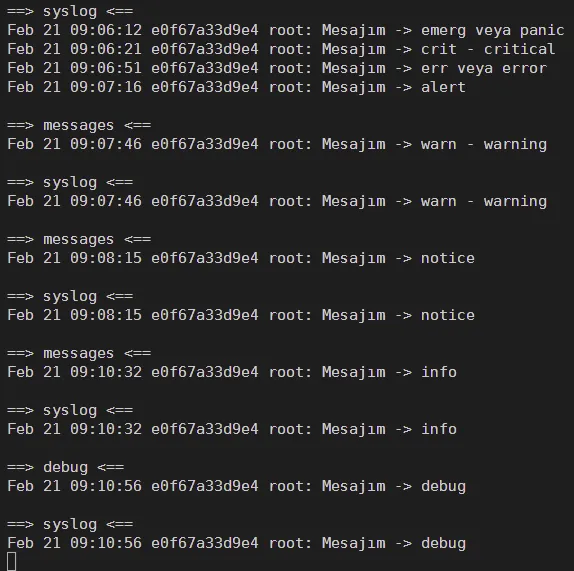 ==> syslog <==
Feb 21 09:06:12 e0f67a33d9e4 root: Mesajım -> emerg veya panic
Feb 21 09:06:21 e0f67a33d9e4 root: Mesajım -> crit - critical
Feb 21 09:06:51 e0f67a33d9e4 root: Mesajım -> err veya error
Feb 21 09:07:16 e0f67a33d9e4 root: Mesajım -> alert

==> messages <==
Feb 21 09:07:46 e0f67a33d9e4 root: Mesajım -> warn - warning

==> syslog <==
Feb 21 09:07:46 e0f67a33d9e4 root: Mesajım -> warn - warning

==> messages <==
Feb 21 09:08:15 e0f67a33d9e4 root: Mesajım -> notice

==> syslog <==
Feb 21 09:08:15 e0f67a33d9e4 root: Mesajım -> notice

==> messages <==
Feb 21 09:10:32 e0f67a33d9e4 root: Mesajım -> info

==> syslog <==
Feb 21 09:10:32 e0f67a33d9e4 root: Mesajım -> info

==> debug <==
Feb 21 09:10:56 e0f67a33d9e4 root: Mesajım -> debug

==> syslog <==
Feb 21 09:10:56 e0f67a33d9e4 root: Mesajım -> debug